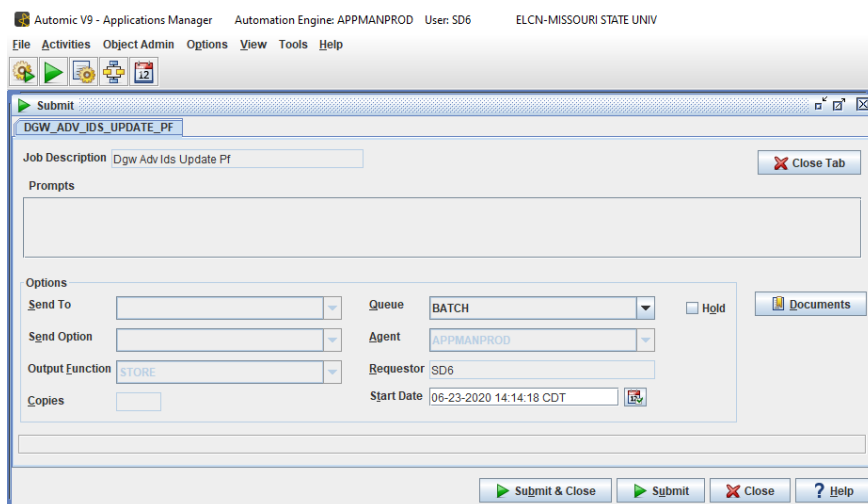 Automic V9 - Applications Manager Automation Engine: APPMANPROD User: SD6 ELCN-MISSOURI STATE UNIV
File Activities Object Admin Options View Tools Help
12
Submit
DGW_ADV_IDS_UPDATE_PF
Job Description Dgw Adv Ids Update Pf
Close Tab
Prompts
Options
Send To Queue BATCH Hold Documents
Send Option Agent APPMANPROD
Output Function STORE Requestor SD6
Copies Start Date 06-23-2020 14:14:18 CDT
Submit & Close Submit Close ? Help